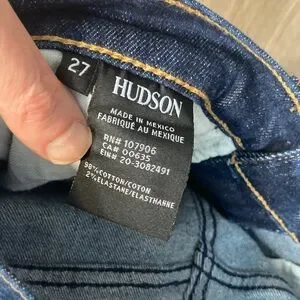 27
HUDSON
MADE IN MEXICO
FABRIQUÉ AU MEXIQUE
RN# 107906
CA# 00635
EIN# 20-3082491
98%COTTON/COTON
2%ELASTANE/ELASTHANNE